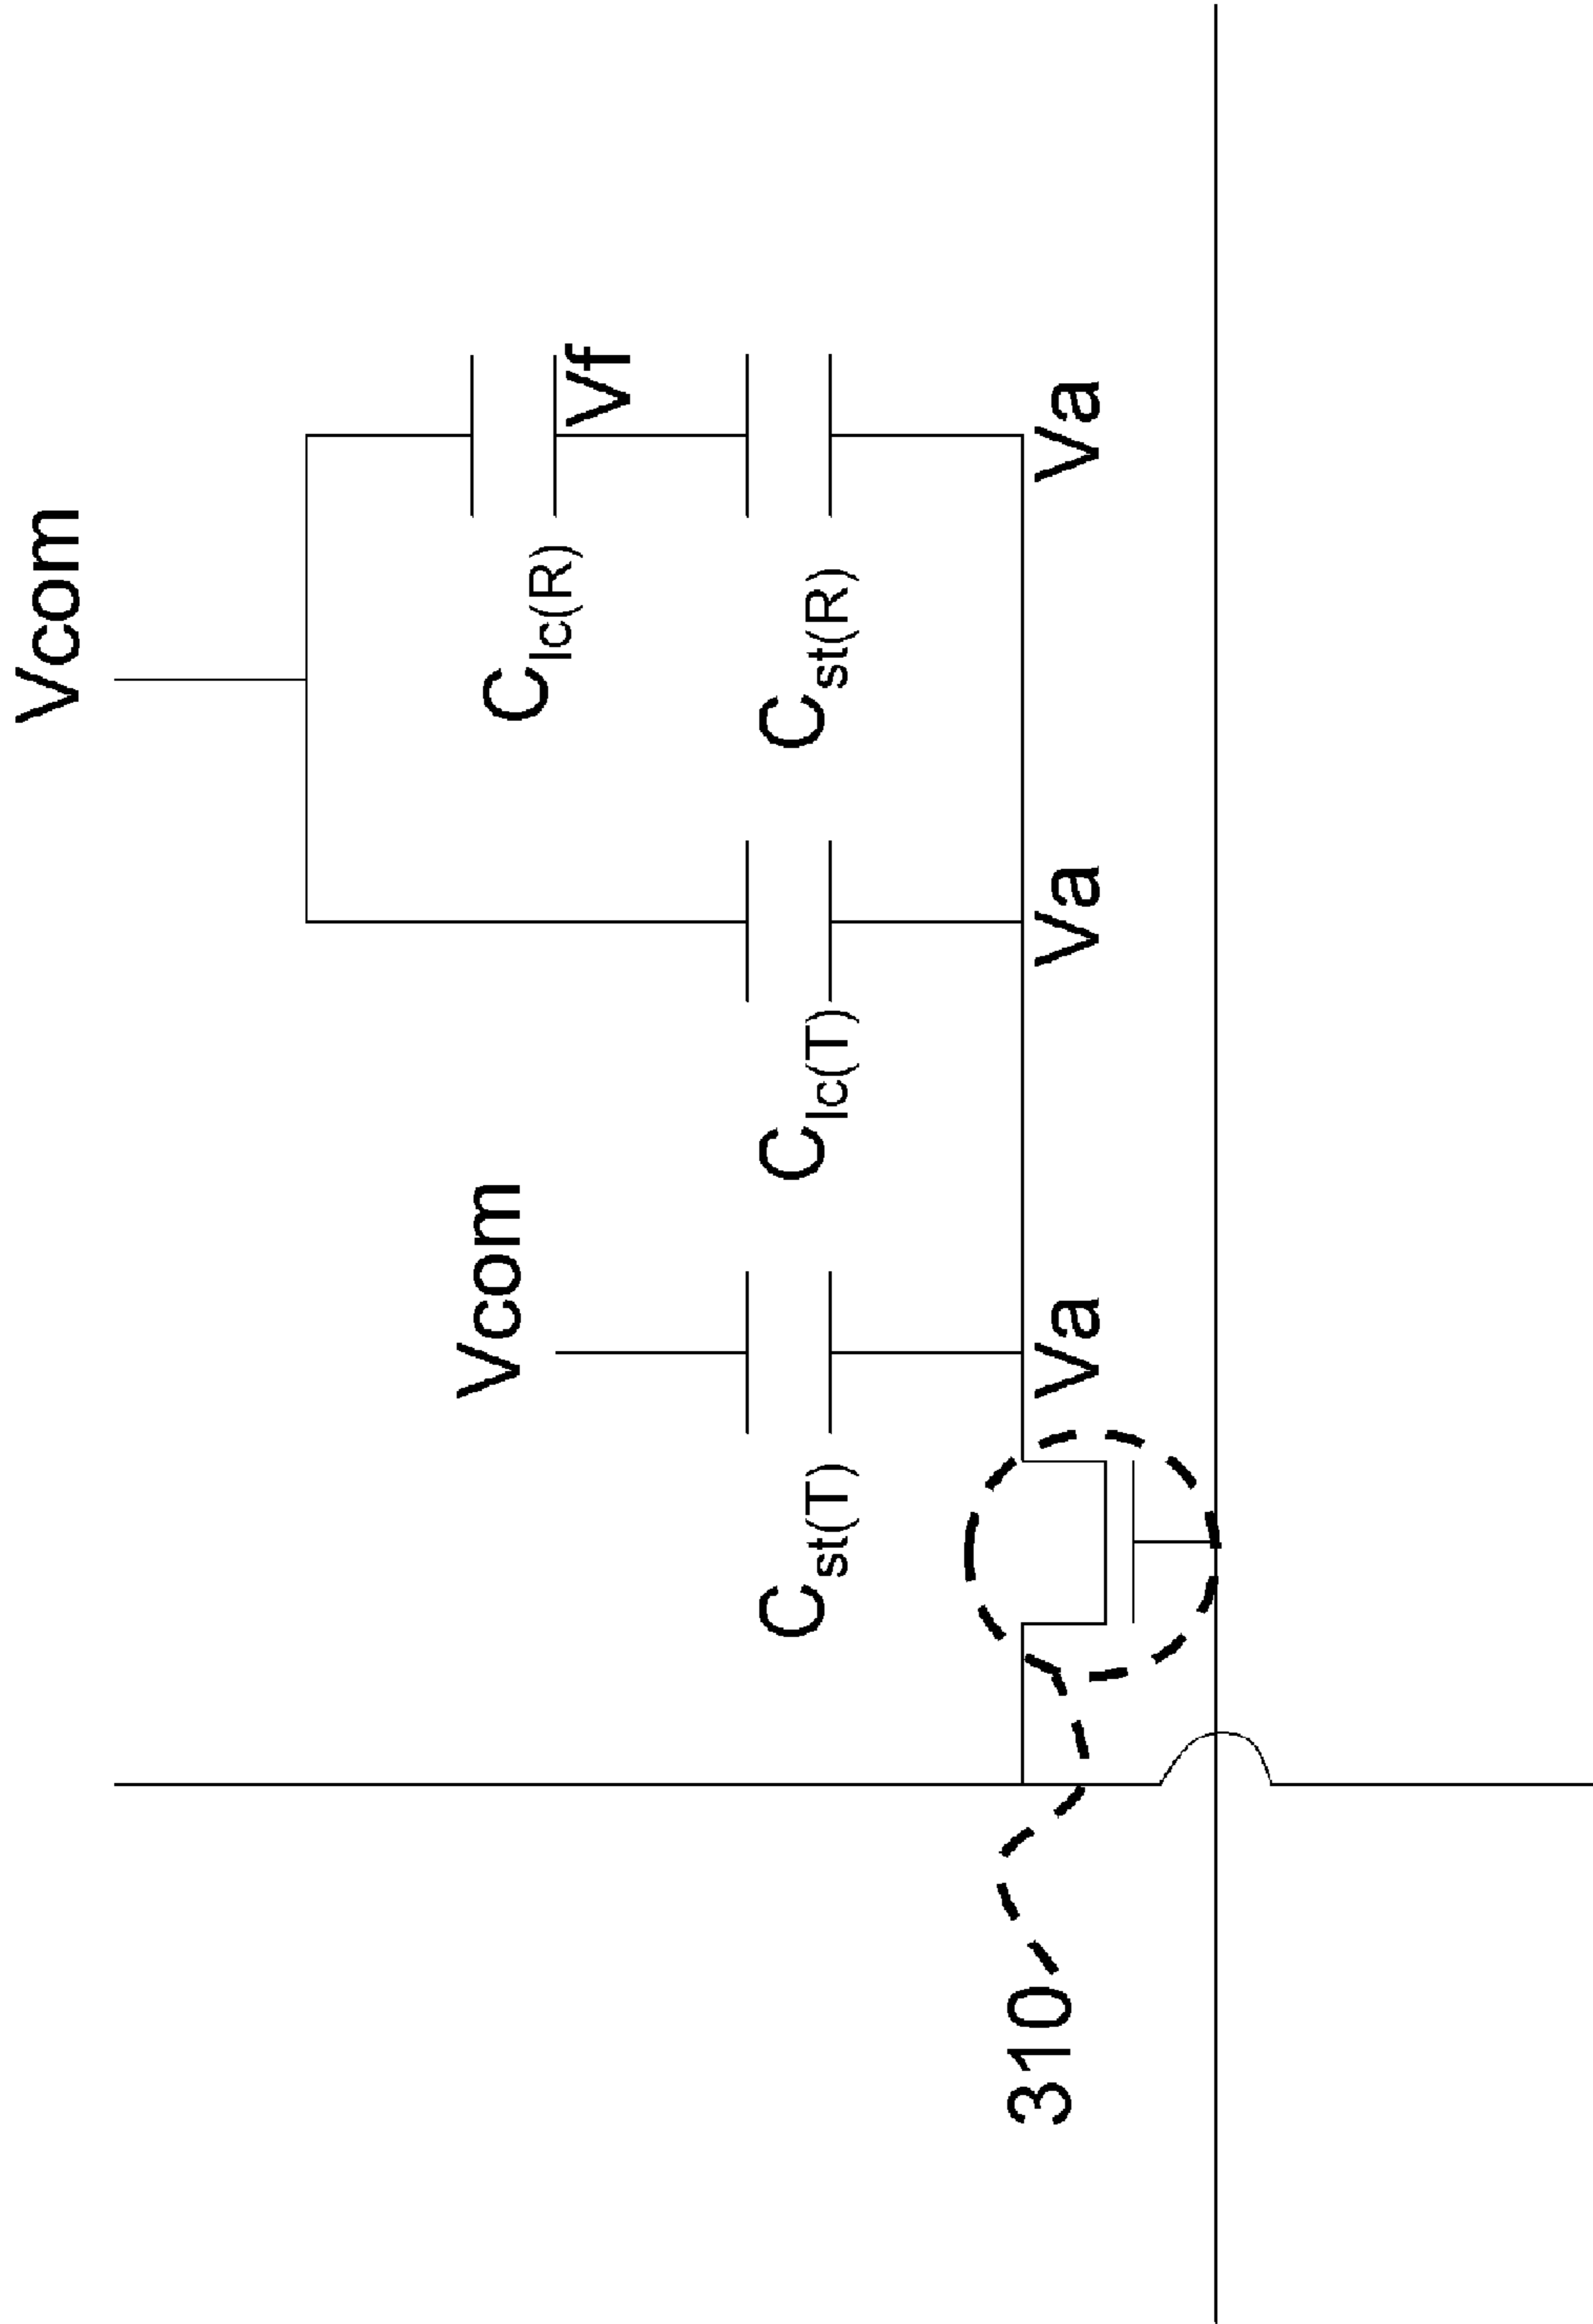 Vcom
Vf
Clc(R)
Cst(R)
Va
Va
Clc(T)
Vcom
Va
Cst(T)
310